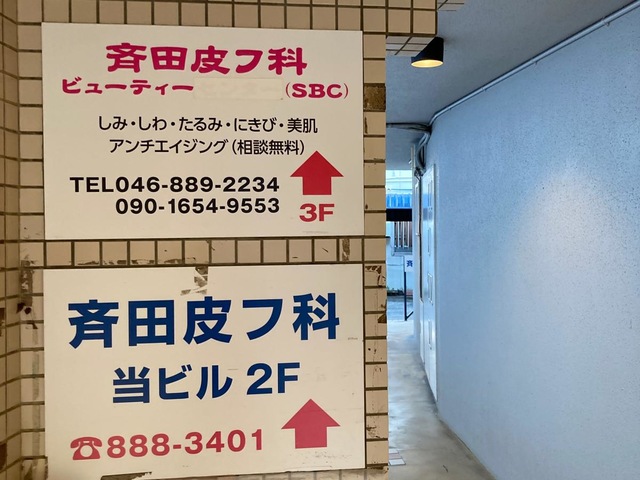 斉田皮フ科
ビューティー (SBC)
しみ・しわ・たるみ・にきび・美肌
アンチエイジング(相談無料)
TEL046-889-2234
090-1654-9553
3F
斉田皮フ科
当ビル 2F
☎888-3401